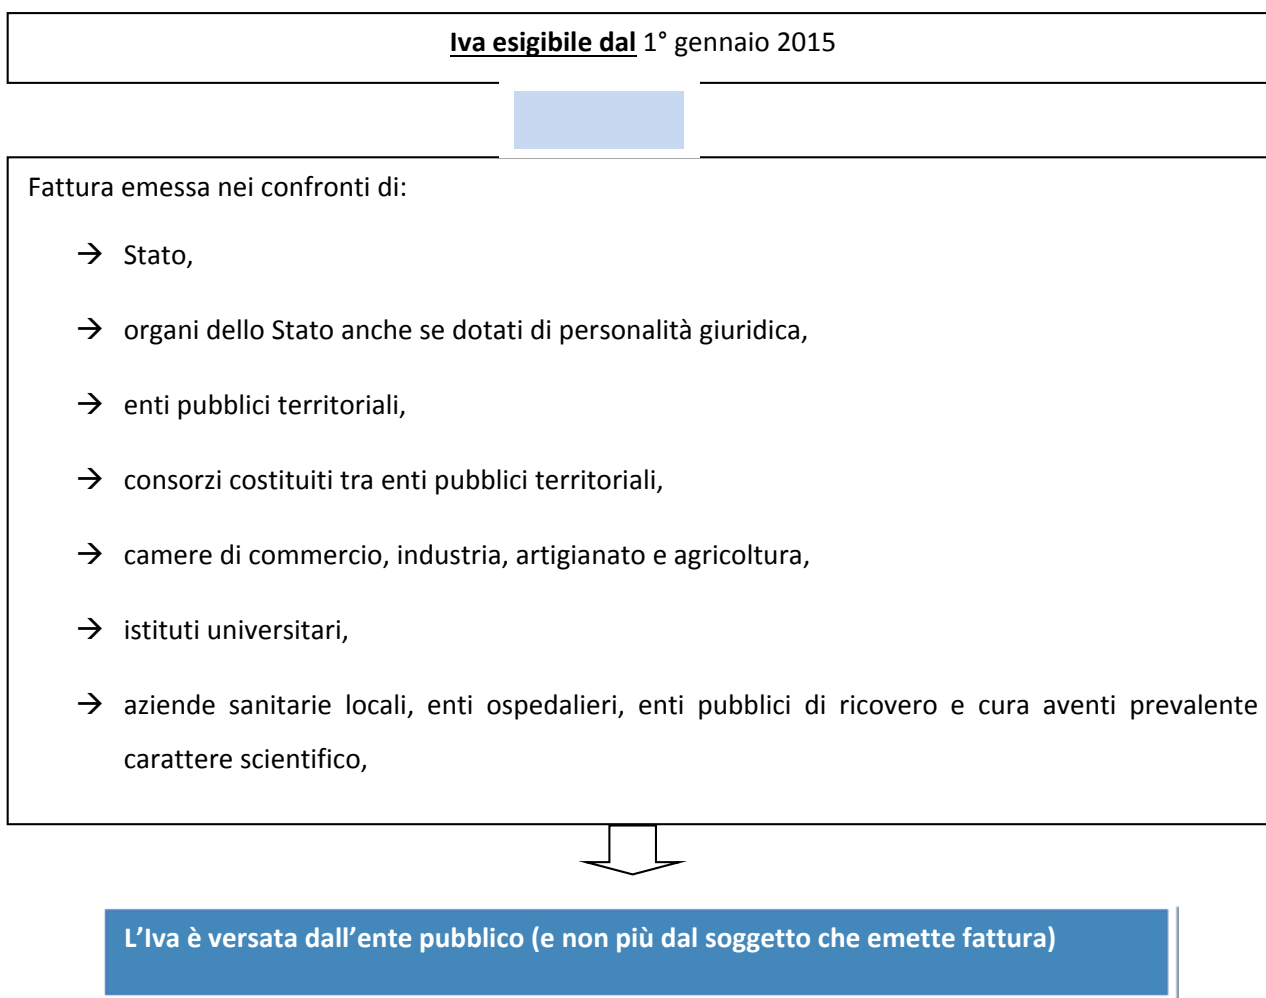 Iva esigibile dal 1° gennaio 2015
Fattura emessa nei confronti di:
→ Stato,
→ organi dello Stato anche se dotati di personalità giuridica,
→ enti pubblici territoriali,
→ consorzi costituiti tra enti pubblici territoriali,
→ camere di commercio, industria, artigianato e agricoltura,
→ istituti universitari,
→ aziende sanitarie locali, enti ospedalieri, enti pubblici di ricovero e cura aventi prevalente
carattere scientifico,
L’Iva è versata dall’ente pubblico (e non più dal soggetto che emette fattura)